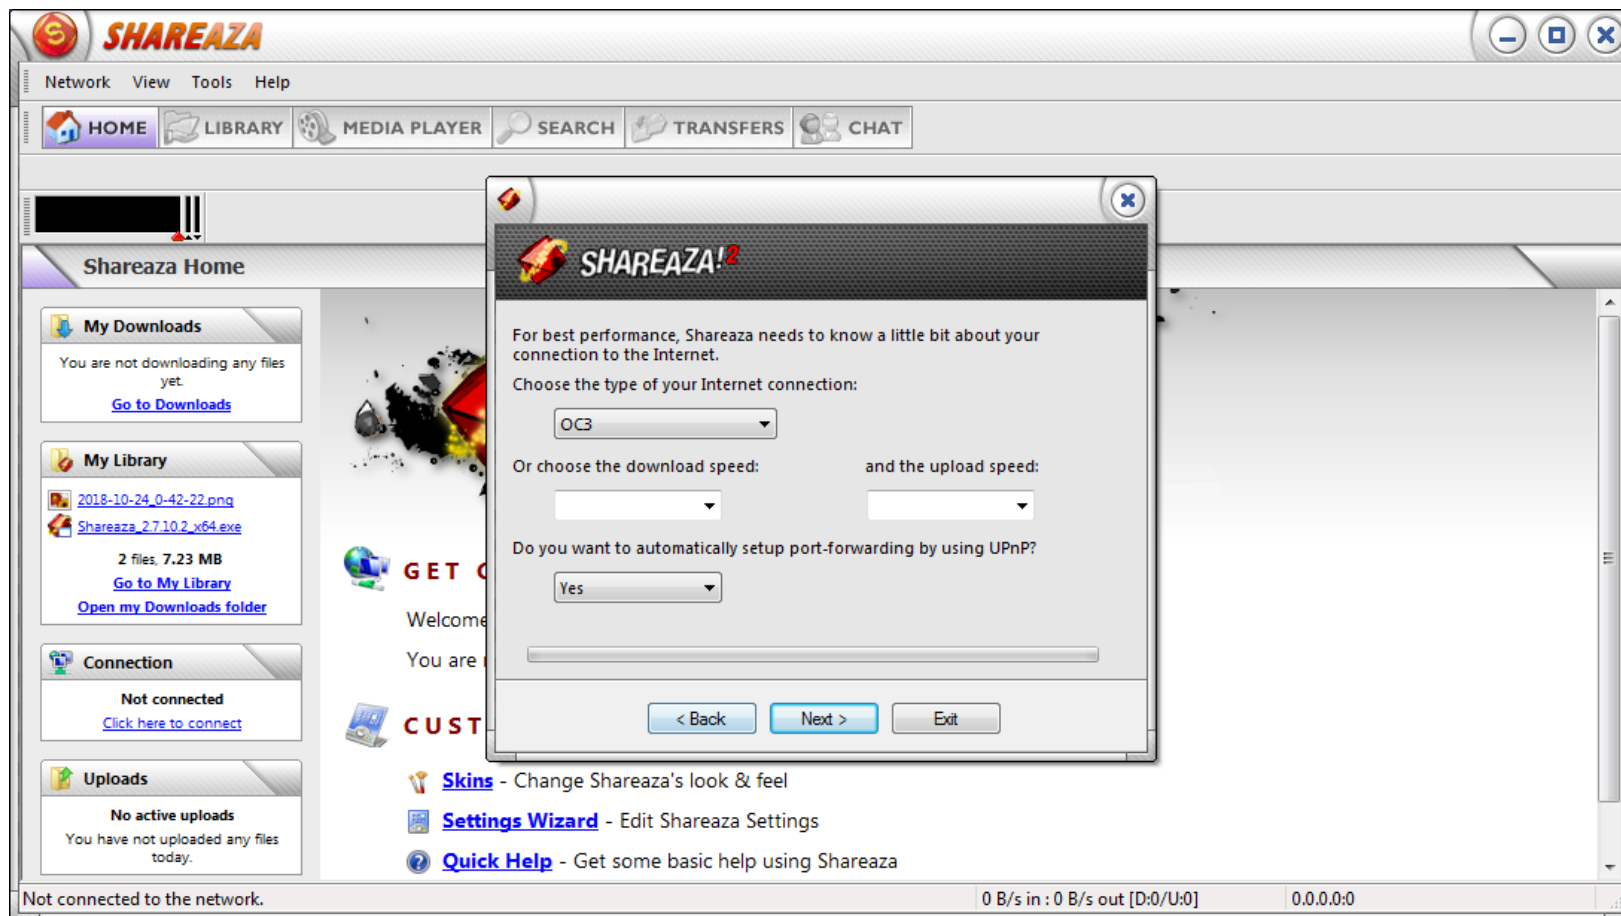 SHAREAZA
Network View Tools Help
HOME LIBRARY MEDIA PLAYER SEARCH TRANSFERS CHAT
Shareaza Home
My Downloads
You are not downloading any files
yet.
Go to Downloads
My Library
2018-10-24_0-42-22.png
Shareaza_2.7.10.2_x64.exe
2 files, 7.23 MB
Go to My Library
Open my Downloads folder
Connection
Not connected
Click here to connect
Uploads
No active uploads
You have not uploaded any files
today.
GET
Welcome
You are
CUST
Skins - Change Shareaza's look & feel
Settings Wizard - Edit Shareaza Settings
Quick Help - Get some basic help using Shareaza
SHAREAZA!2
For best performance, Shareaza needs to know a little bit about your
connection to the Internet.
Choose the type of your Internet connection:
OC3
Or choose the download speed: and the upload speed:
Do you want to automatically setup port-forwarding by using UPnP?
Yes
< Back Next > Exit
Not connected to the network. 0 B/s in : 0 B/s out [D:0/U:0] 0.0.0.0:0